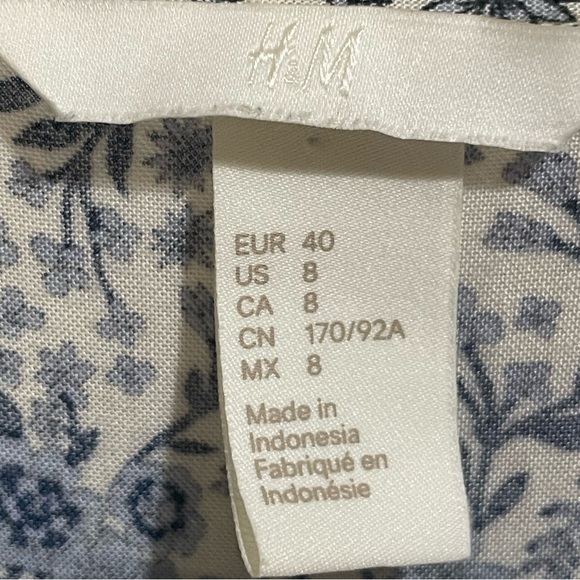 H&M
EUR 40
US 8
CA 8
CN 170/92A
MX 8
Made in
Indonesia
Fabriqué en
Indonésie